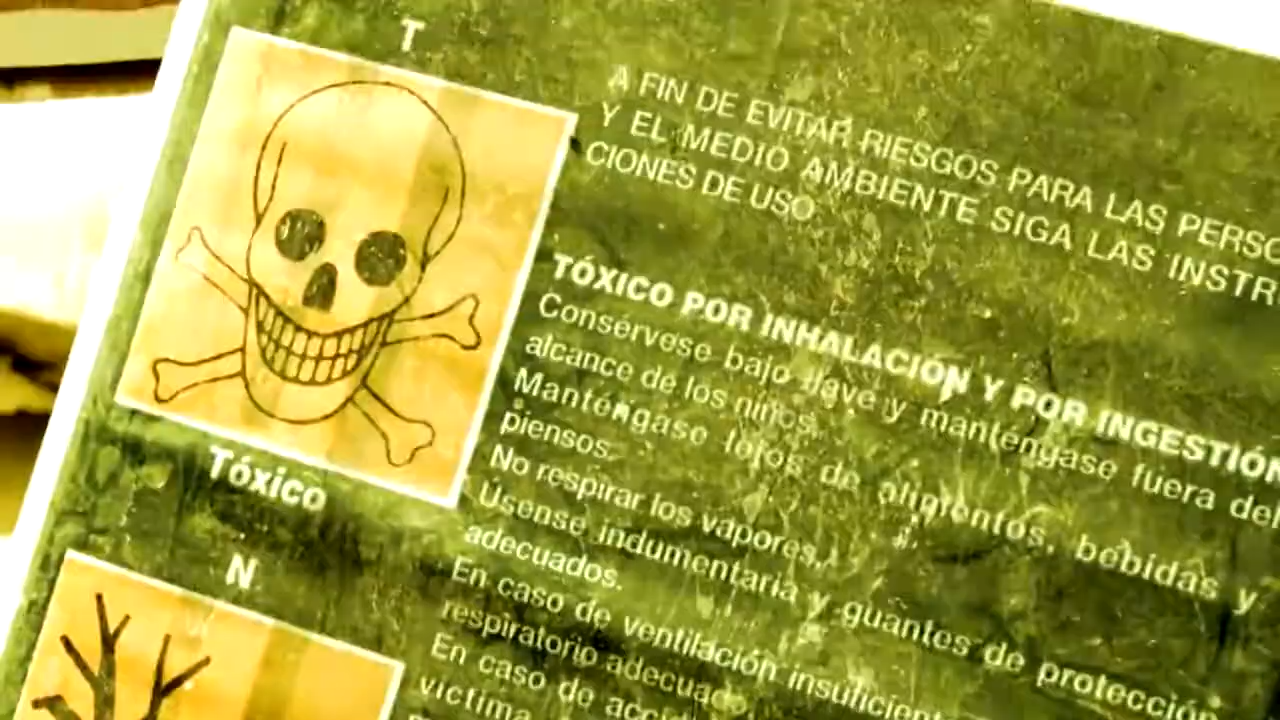 T
A FIN DE EVITAR RIESGOS PARA LAS PERSO
Y EL MEDIO AMBIENTE SIGA LAS INSTR
CIONES DE USO
TÓXICO POR INHALACIÓN Y POR INGESTIÓN
Consérvese bajo llave y manténgase fuera del
alcance de los niños.
Manténgase lejos de alimentos, bebidas y
piensos.
No respirar los vapores.
Úsense indumentaria y guantes de protección
adecuados.
En caso de ventilación insuficient
respiratorio adecuado
En caso de acci
víctima
Tóxico
N